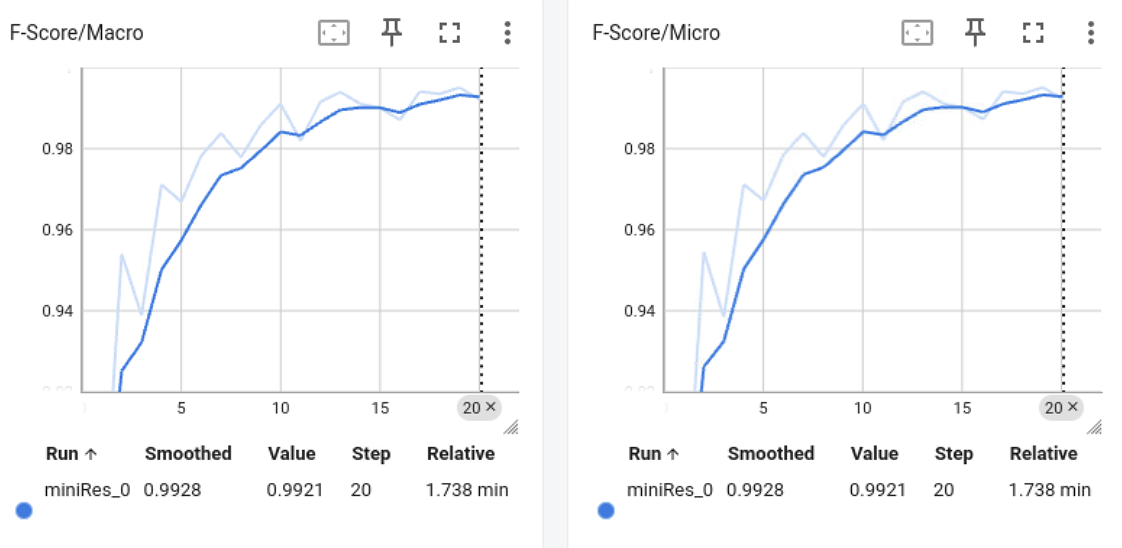 F-Score/Macro
0.98
0.96
0.94
5 10 15 20 ×
Run ↑ Smoothed Value Step Relative
miniRes_0 0.9928 0.9921 20 1.738 min
F-Score/Micro
0.98
0.96
0.94
5 10 15 20 ×
Run ↑ Smoothed Value Step Relative
miniRes_0 0.9928 0.9921 20 1.738 min